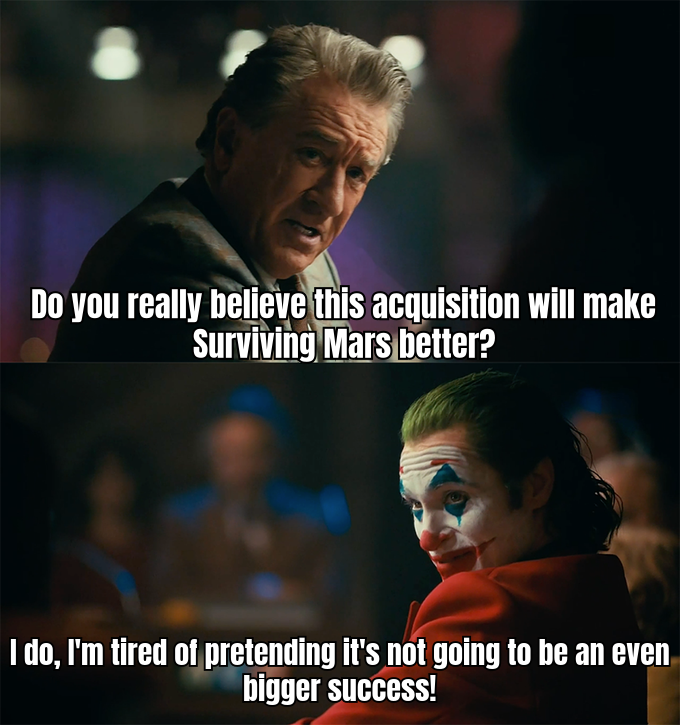 Do you really believe this acquisition will make
Surviving Mars better?
I do, I'm tired of pretending it's not going to be an even
bigger success!